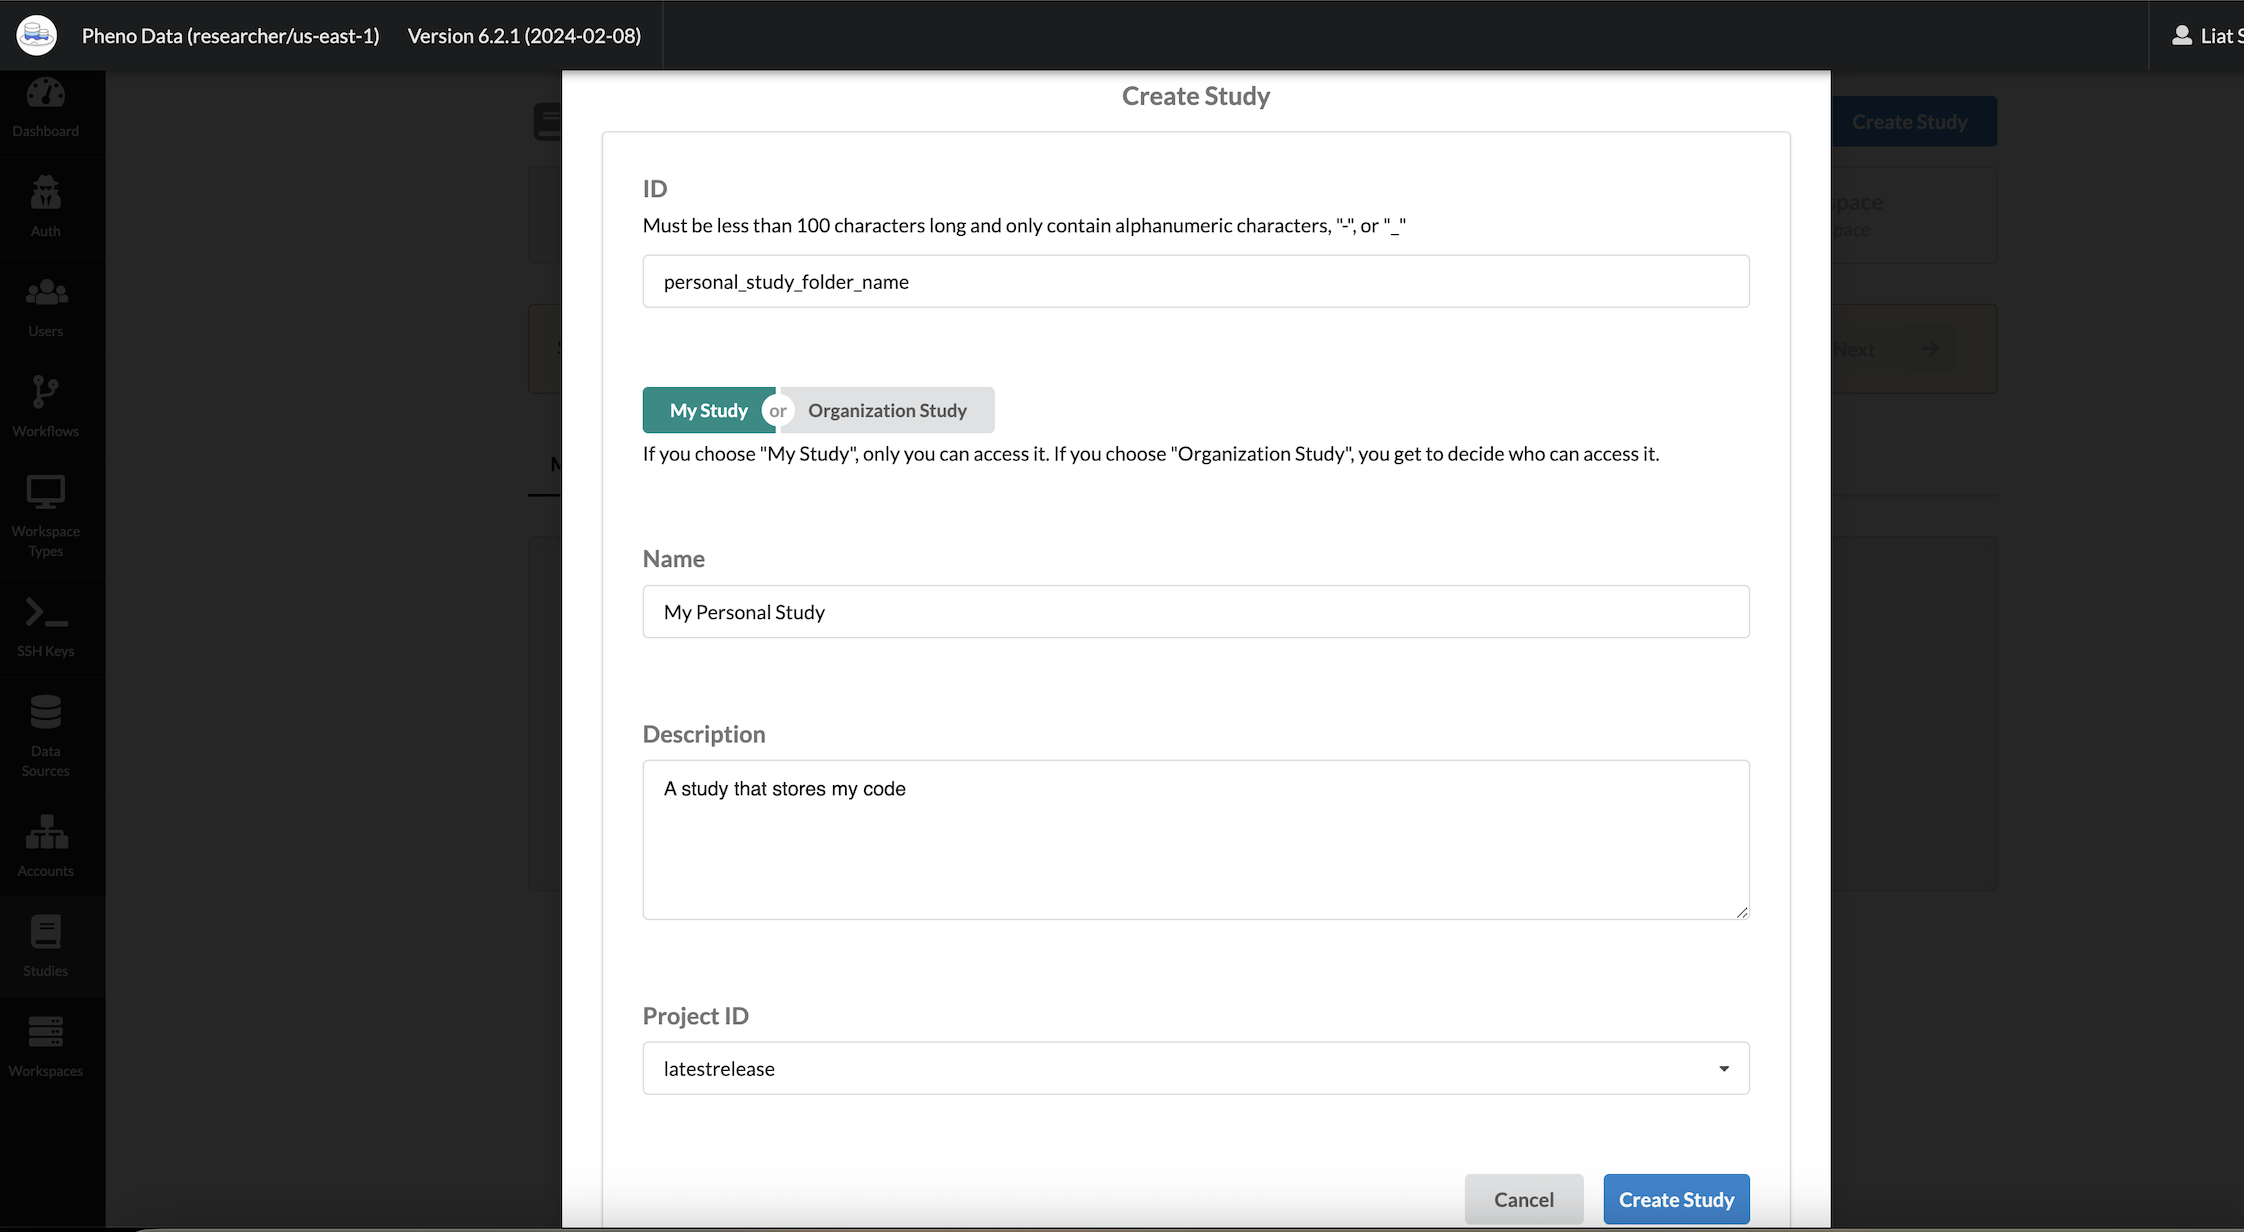 Pheno Data (researcher/us-east-1) Version 6.2.1 (2024-02-08)
Liat S
Dashboard
Auth
Users
Workflows
Workspace
Types
SSH Keys
Data
Sources
Accounts
Studies
Workspaces
Create Study
Create Study
ID
Must be less than 100 characters long and only contain alphanumeric characters, "-", or "_"
personal_study_folder_name
My Study or Organization Study
If you choose "My Study", only you can access it. If you choose "Organization Study", you get to decide who can access it.
Name
My Personal Study
Description
A study that stores my code
Project ID
latestrelease
Cancel Create Study
pace
pace
Next